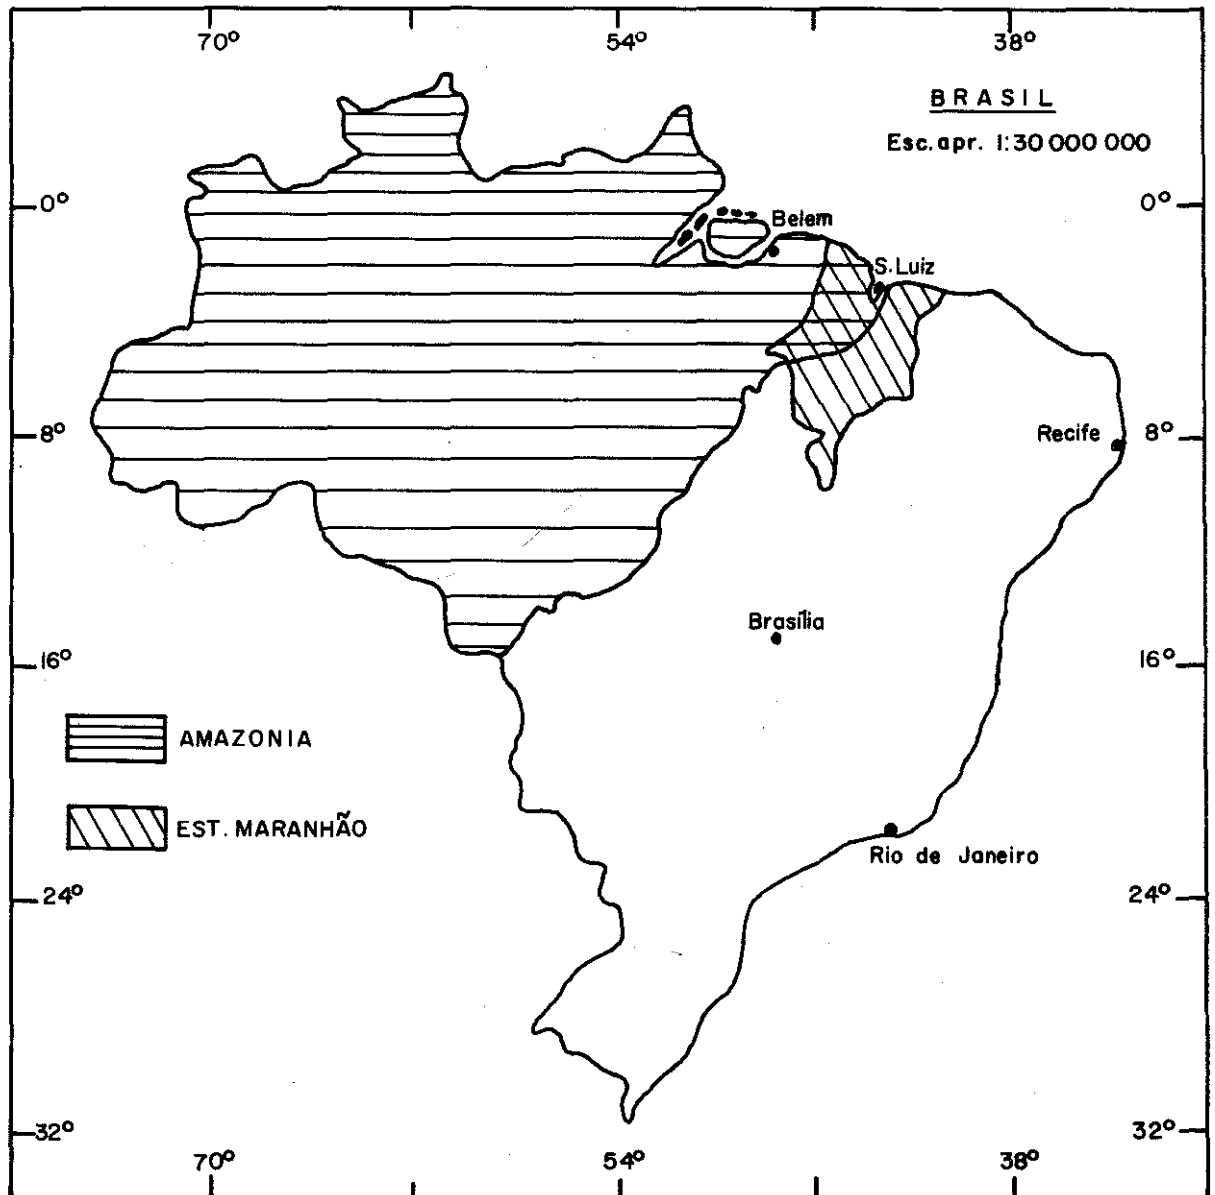 70° 54° 38°
BRASIL
Esc. apr. 1:30 000 000
0° 0°
Belem
S. Luiz
8° 8°
Recife
Brasília
16° 16°
AMAZONIA
EST. MARANHÃO
Rio de Janeiro
24° 24°
32° 32°
70° 54° 38°